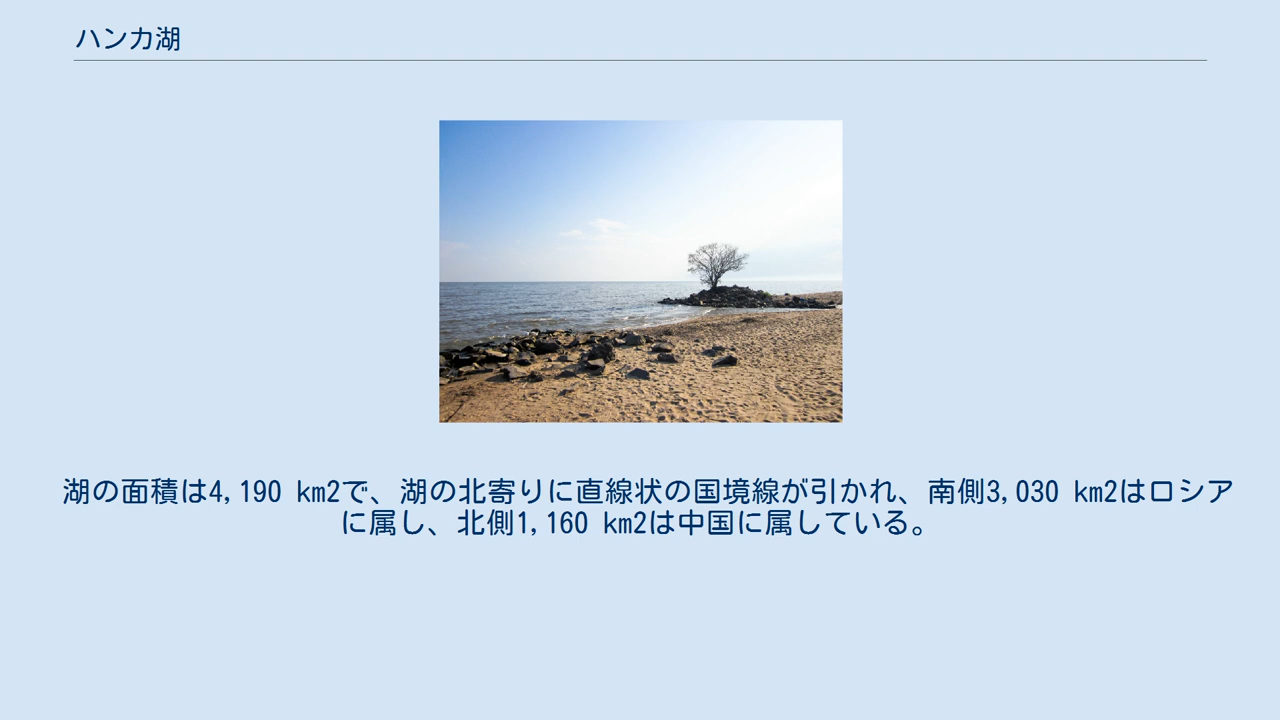 ハンカ湖
湖の面積は4,190 km2で、湖の北寄りに直線状の国境線が引かれ、南側3,030 km2はロシア
に属し、北側1,160 km2は中国に属している。